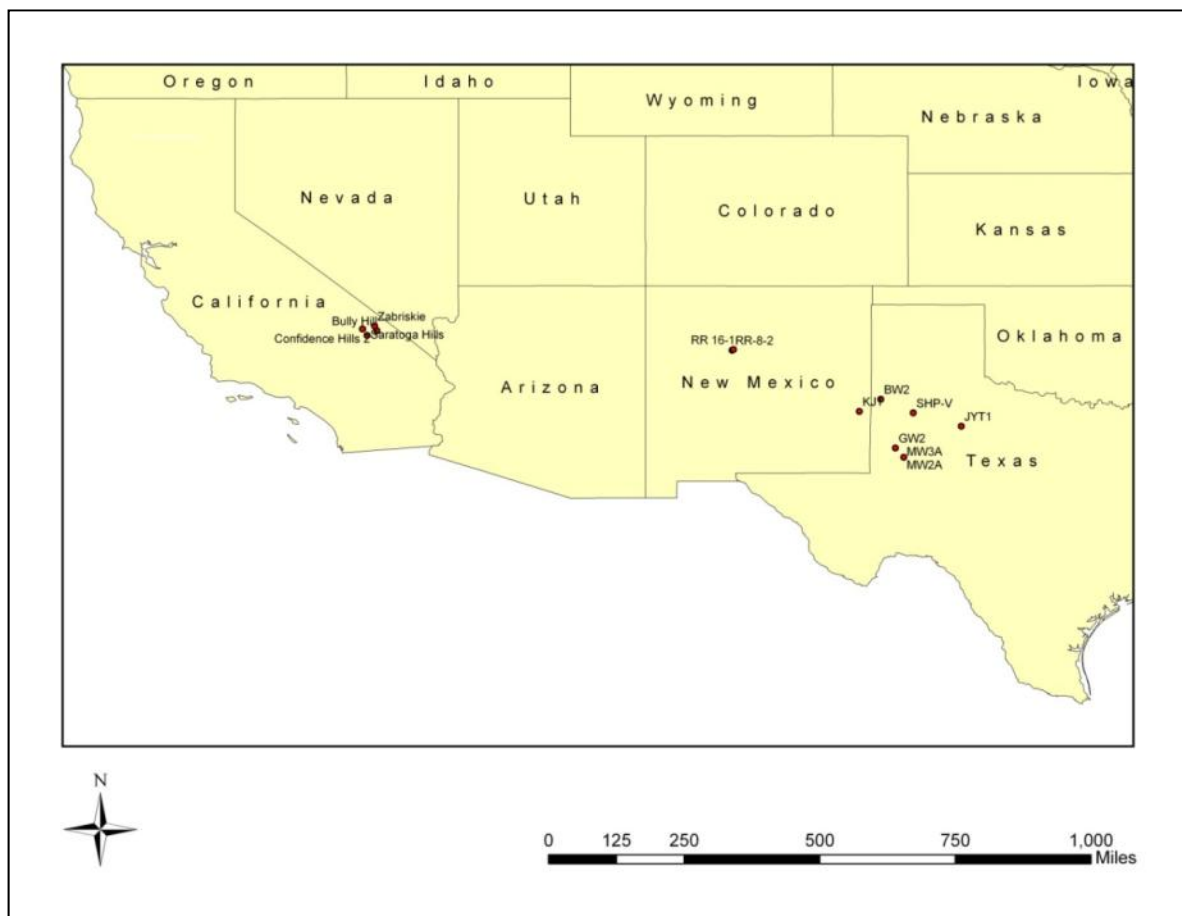 Oregon
Idaho
Iowa
Wyoming
Nebraska
Nevada
Utah
Colorado
Kansas
California
Zabriskie
Bully Hill
Saratoga Hills
Confidence Hills 2
Oklahoma
RR 16-1
RR-8-2
Arizona
New Mexico
BW2
KJ1
SHP-V
JYT1
GW2
MW3A
MW2A
Texas
N
0 125 250 500 750 1,000
Miles